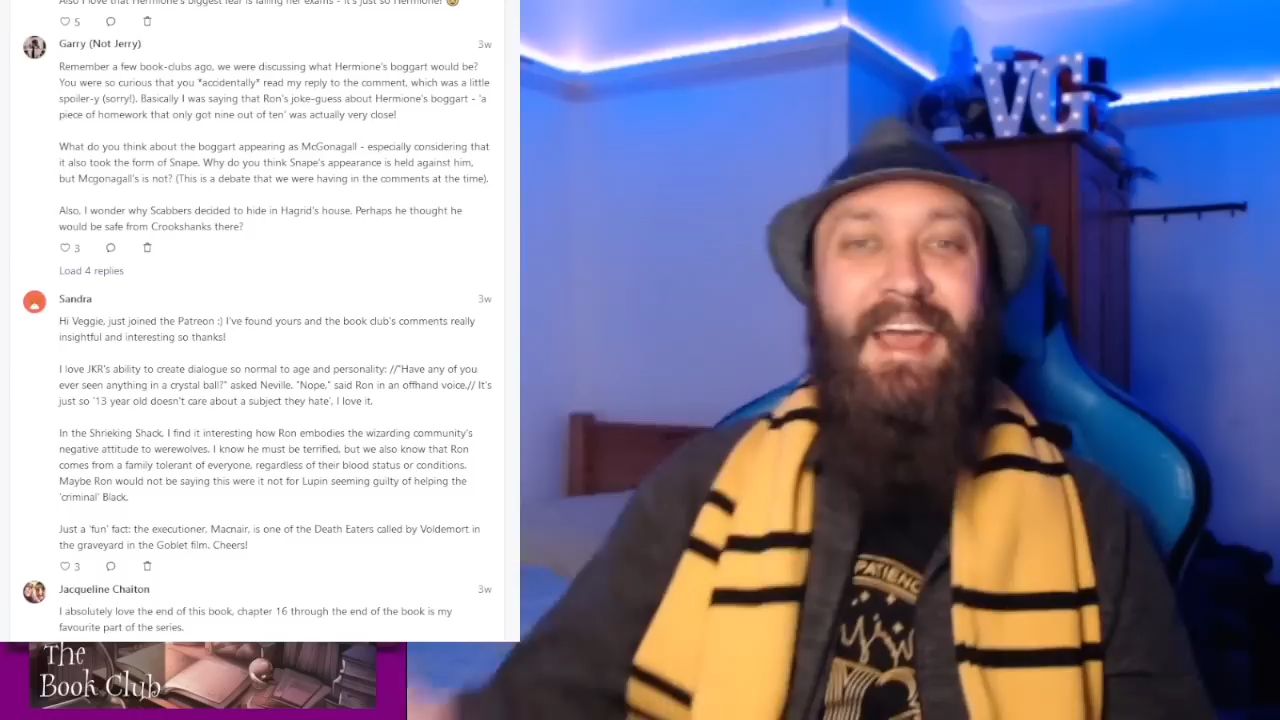 Also I love that Hermione's biggest fear is failing her exams - it's just so Hermione!
5
Garry (Not Jerry)
3w
Remember a few book-clubs ago, we were discussing what Hermione's boggart would be?
You were so curious that you *accidentally* read my reply to the comment, which was a little
spoiler-y (sorry!). Basically I was saying that Ron's joke-guess about Hermione's boggart - 'a
piece of homework that only got nine out of ten' was actually very close!
What do you think about the boggart appearing as McGonagall - especially considering that
it also took the form of Snape. Why do you think Snape's appearance is held against him,
but Mcgonagall's is not? (This is a debate that we were having in the comments at the time).
Also, I wonder why Scabbers decided to hide in Hagrid's house. Perhaps he thought he
would be safe from Crookshanks there?
3
Load 4 replies
Sandra
3w
Hi Veggie, just joined the Patreon :) I've found yours and the book club's comments really
insightful and interesting so thanks!
I love JKR's ability to create dialogue so normal to age and personality: //"Have any of you
ever seen anything in a crystal ball?" asked Neville. "Nope," said Ron in an offhand voice.// It's
just so '13 year old doesn't care about a subject they hate', I love it.
In the Shrieking Shack, I find it interesting how Ron embodies the wizarding community's
negative attitude to werewolves. I know he must be terrified, but we also know that Ron
comes from a family tolerant of everyone, regardless of their blood status or conditions.
Maybe Ron would not be saying this were it not for Lupin seeming guilty of helping the
'criminal' Black.
Just a 'fun' fact: the executioner, Macnair, is one of the Death Eaters called by Voldemort in
the graveyard in the Goblet film. Cheers!
3
Jacqueline Chaiton
3w
I absolutely love the end of this book, chapter 16 through the end of the book is my
favourite part of the series.
The
Book Club
VG
PATIENC